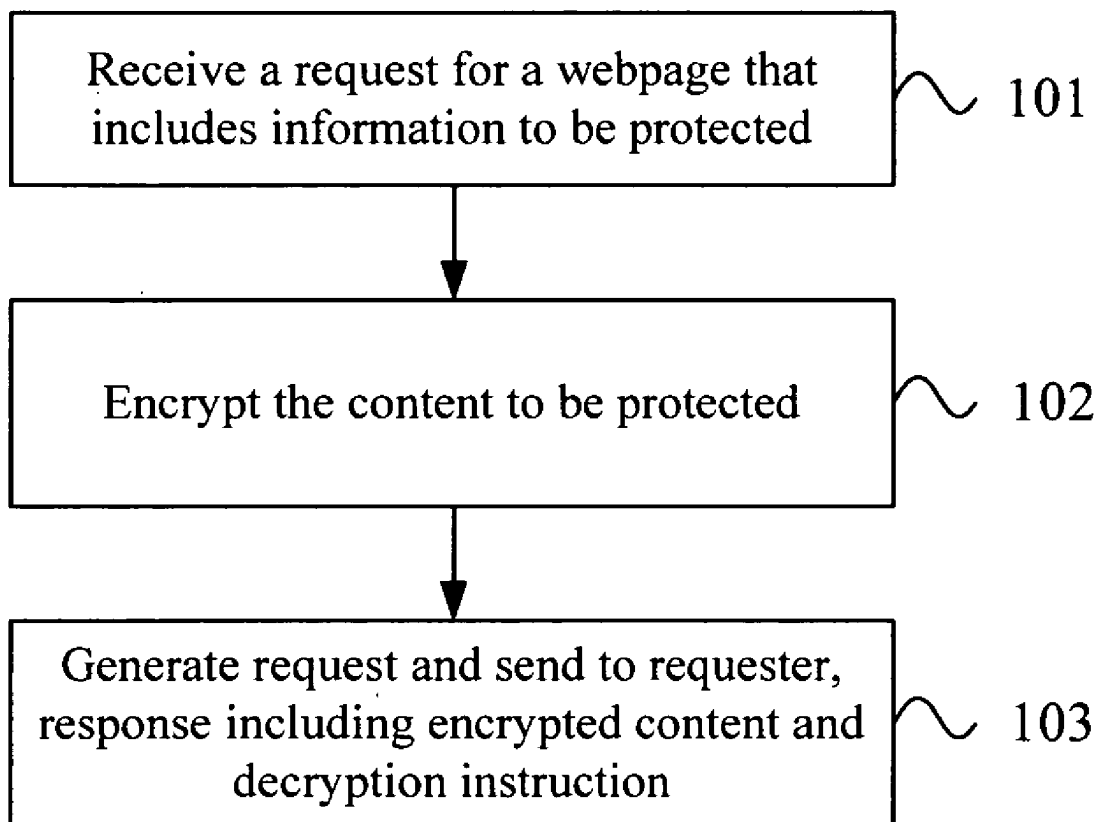 Receive a request for a webpage that
includes information to be protected
101
Encrypt the content to be protected
102
Generate request and send to requester,
response including encrypted content and
decryption instruction
103